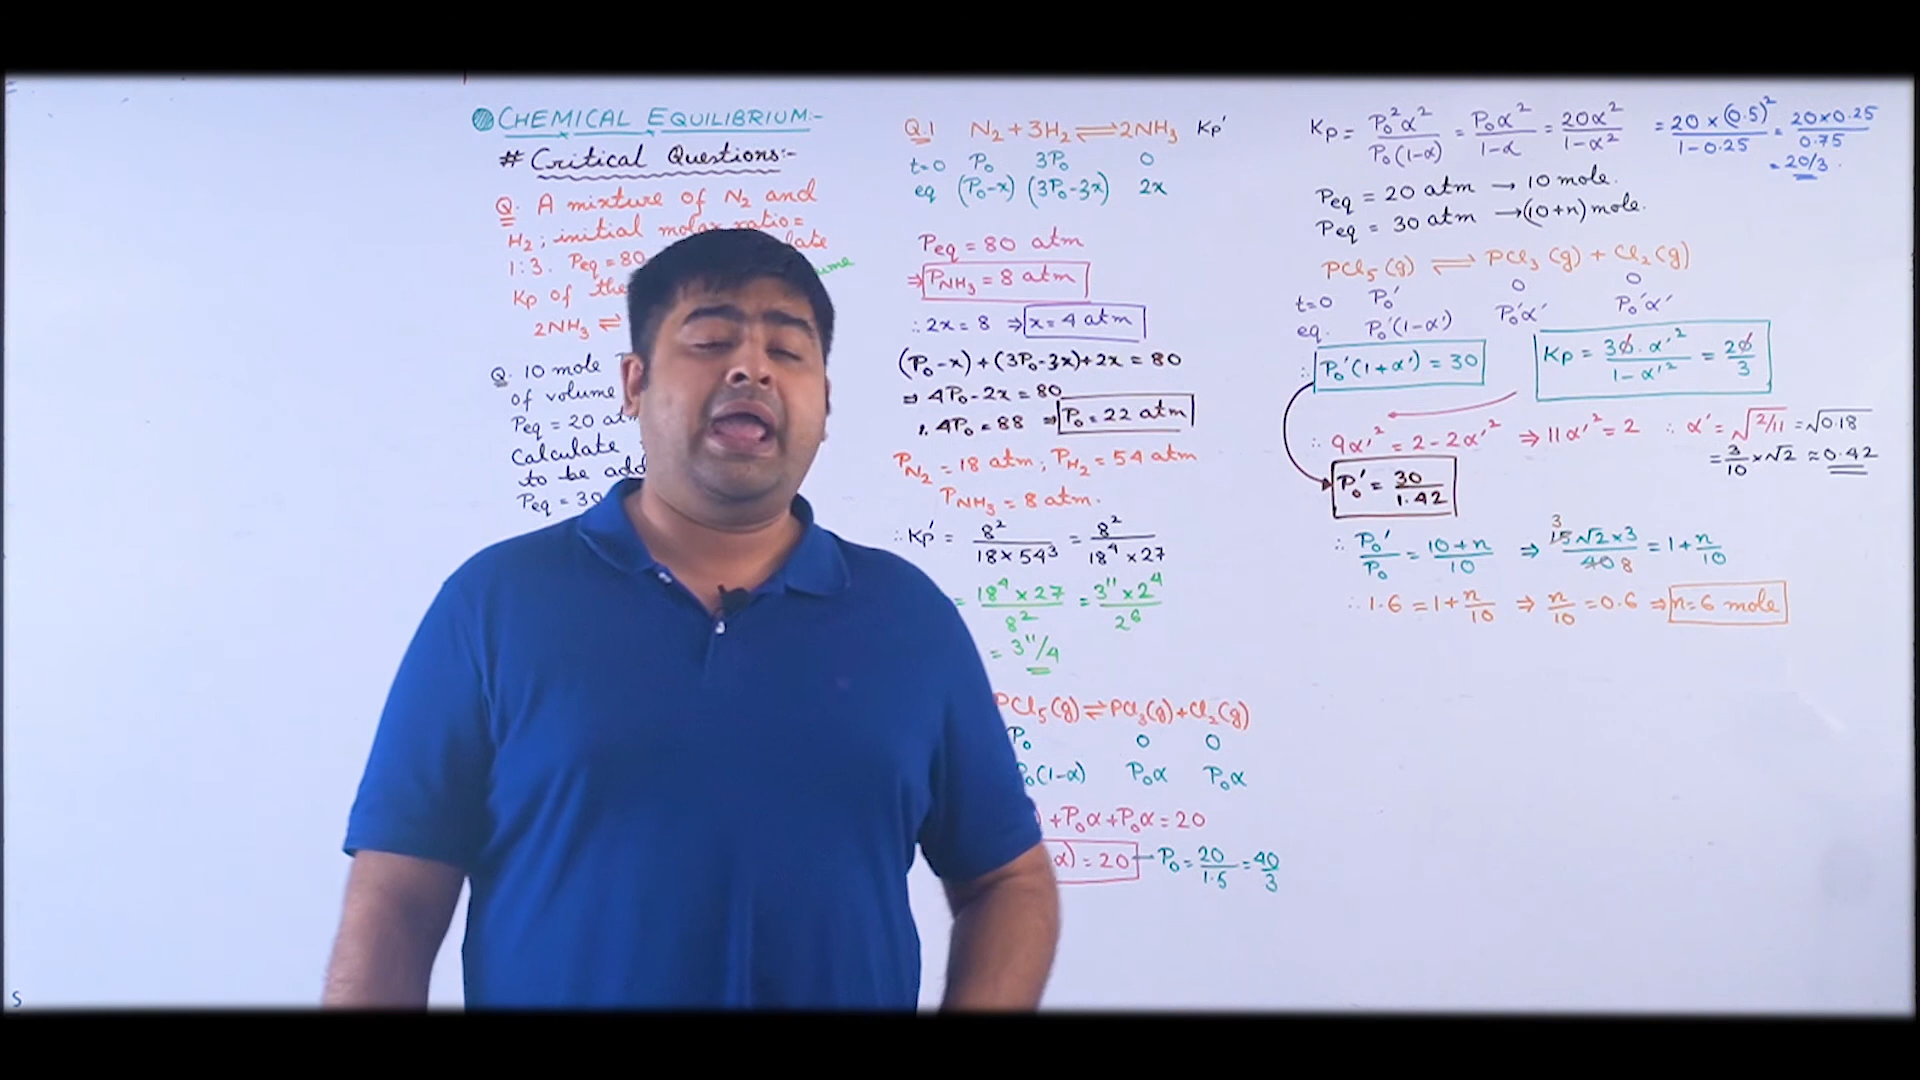 CHEMICAL EQUILIBRIUM:-
# Critical Questions:-
Q. A mixture of N₂ and
H₂; initial molar ratio=
1:3. Peq=80
Kp of the
2NH₃ ⇌
Q. 10 mole
of volume
Peq = 20 atm
Calculate
to be add
Peq = 30
Q.1 N₂+3H₂⇌2NH₃ Kp'
t=0 P₀ 3P₀ 0
eq (P₀-x) (3P₀-3x) 2x
Peq = 80 atm
⇒ P_NH₃ = 8 atm
∴ 2x = 8 ⇒ x = 4 atm
(P₀-x)+(3P₀-3x)+2x = 80
⇒ 4P₀-2x = 80
∴ 4P₀ = 88 ⇒ P₀ = 22 atm
P_N₂ = 18 atm; P_H₂ = 54 atm
P_NH₃ = 8 atm.
∴ Kp' = 8²/18×54³ = 8²/18⁴×27
= 18⁴×27/8² = 3¹¹×2⁴/2⁶
= 3¹¹/4
PCl₅(g)⇌PCl₃(g)+Cl₂(g)
P₀ 0 0
P₀(1-α) P₀α P₀α
+P₀α+P₀α=20
α)=20 P₀=20/1.5=40/3
Kp = P₀²α²/P₀(1-α) = P₀α²/1-α = 20α²/1-α² = 20×(0.5)²/1-0.25 = 20×0.25/0.75
= 20/3.
Peq = 20 atm → 10 mole.
Peq = 30 atm → (10+n) mole.
PCl₅(g) ⇌ PCl₃(g)+Cl₂(g)
t=0 P₀' 0 0
eq. P₀'(1-α') P₀'α' P₀'α'
∴ P₀'(1+α') = 30 Kp = 30.α'²/1-α'² = 20/3
∴ 9α'² = 2-2α'² ⇒ 11α'² = 2 ∴ α' = √2/11 = √0.18
= 3/10 × √2 ≈ 0.42
P₀' = 30/1.42
∴ P₀'/P₀ = 10+n/10 ⇒ 3 15√2×3/40 8 = 1+n/10
∴ 1.6 = 1+n/10 ⇒ n/10 = 0.6 ⇒ n=6 mole
S